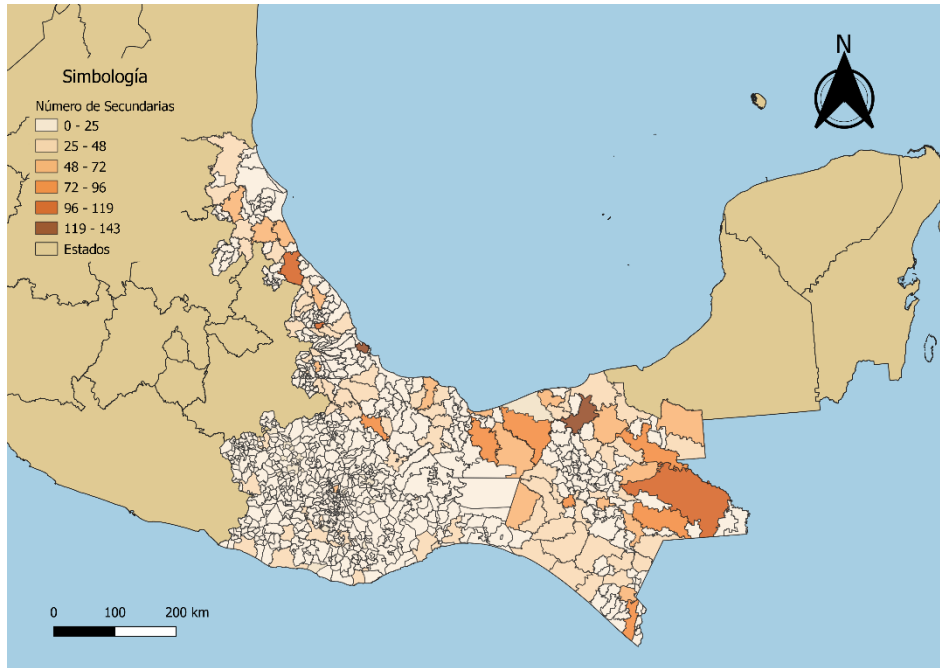 Simbología
Número de Secundarias
0 - 25
25 - 48
48 - 72
72 - 96
96 - 119
119 - 143
Estados
N
0 100 200 km